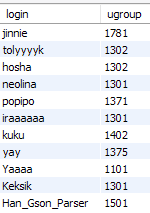 login ugroup
jinnie 1781
tolyyyyk 1302
hosha 1302
neolina 1301
popipo 1371
iraaaaaa 1301
kuku 1402
yay 1375
Yaaaa 1101
Keksik 1301
Han_Gson_Parser 1501